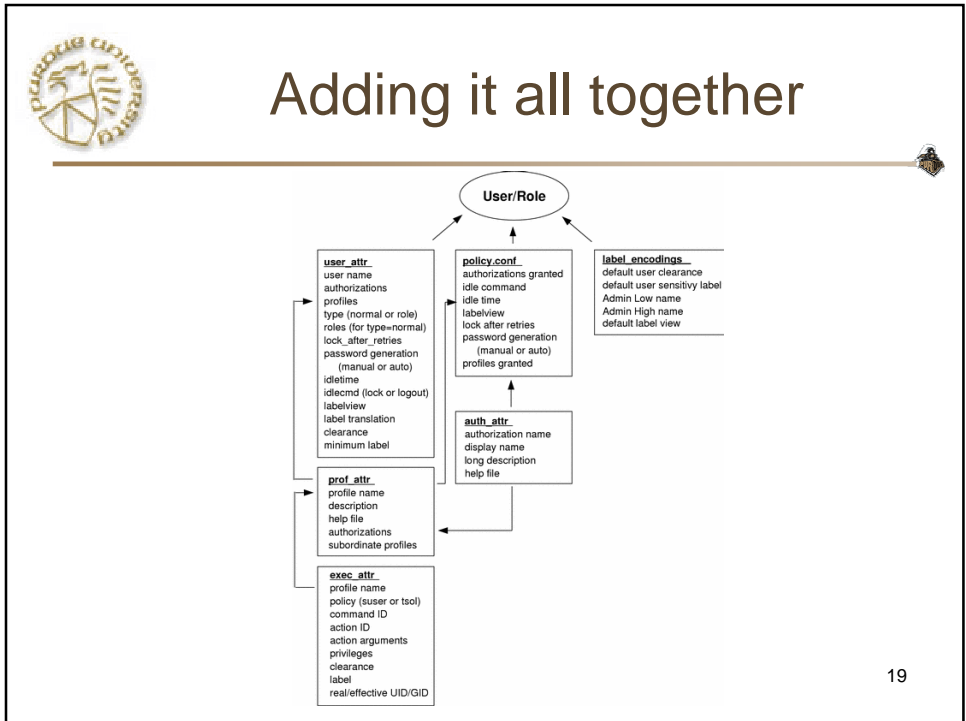 PURDUE UNIVERSITY
Adding it all together
User/Role
user_attr
user name
authorizations
profiles
type (normal or role)
roles (for type=normal)
lock_after_retries
password generation
(manual or auto)
idletime
idlecmd (lock or logout)
labelview
label translation
clearance
minimum label
policy.conf
authorizations granted
idle command
idle time
labelview
lock after retries
password generation
(manual or auto)
profiles granted
label_encodings
default user clearance
default user sensitivy label
Admin Low name
Admin High name
default label view
auth_attr
authorization name
display name
long description
help file
prof_attr
profile name
description
help file
authorizations
subordinate profiles
exec_attr
profile name
policy (suser or tsol)
command ID
action ID
action arguments
privileges
clearance
label
real/effective UID/GID
19